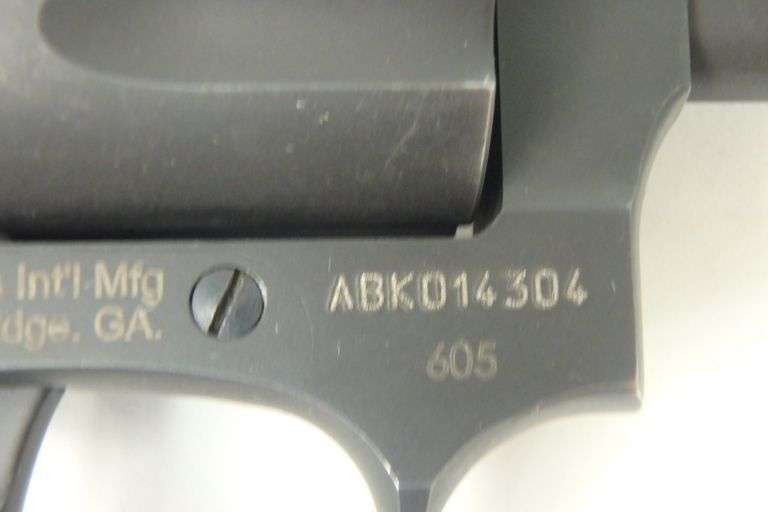 Int'l Mfg
dge, GA.
ABK014304
605